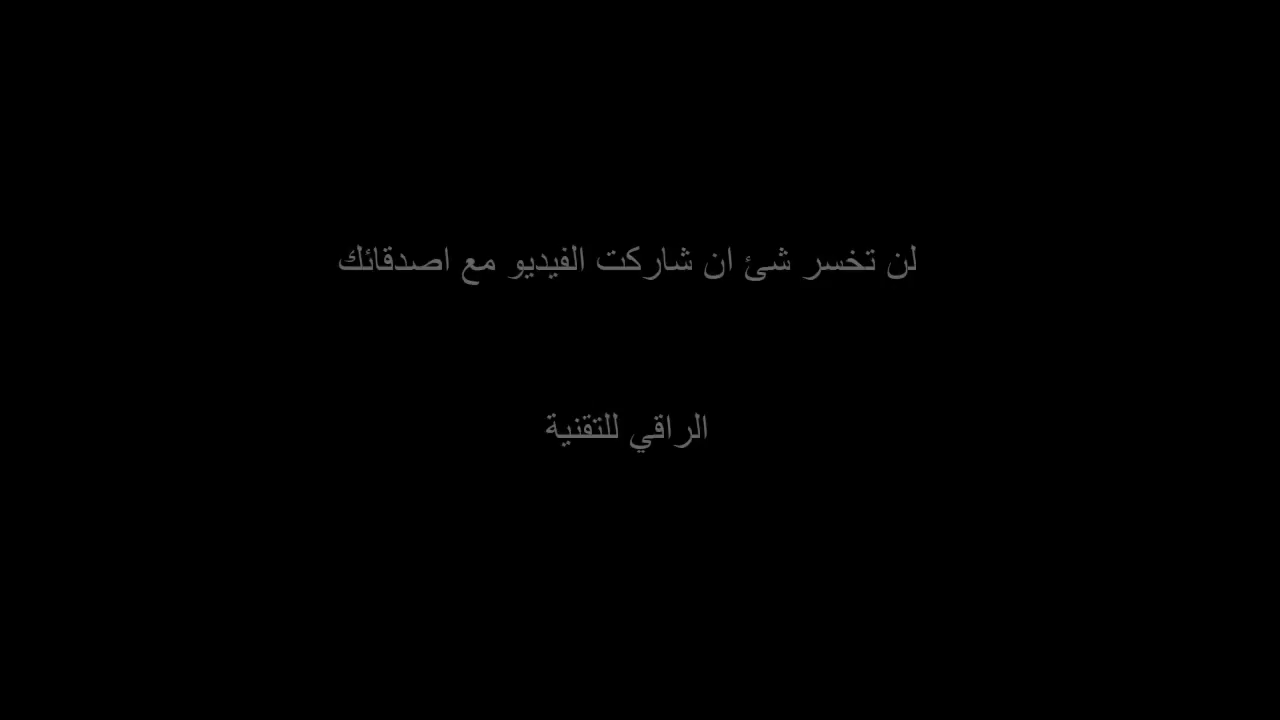 لن تخسر شئ ان شاركت الفيديو مع اصدقائك
الراقي للتقنية